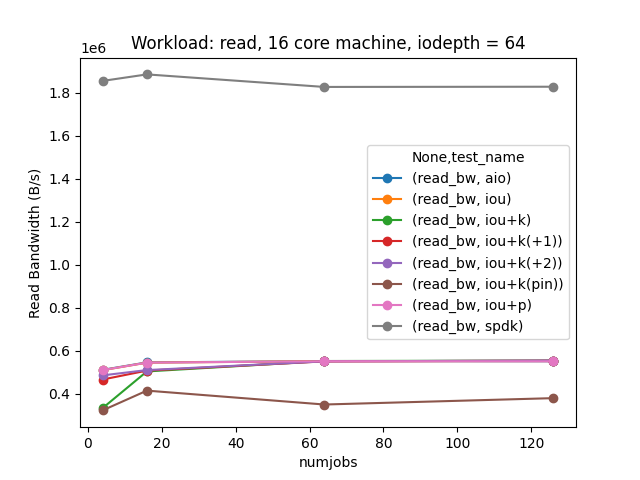 Workload: read, 16 core machine, iodepth = 64
1e6
1.8
1.6
1.4
1.2
1.0
0.8
0.6
0.4
Read Bandwidth (B/s)
None,test_name
(read_bw, aio)
(read_bw, iou)
(read_bw, iou+k)
(read_bw, iou+k(+1))
(read_bw, iou+k(+2))
(read_bw, iou+k(pin))
(read_bw, iou+p)
(read_bw, spdk)
0 20 40 60 80 100 120
numjobs